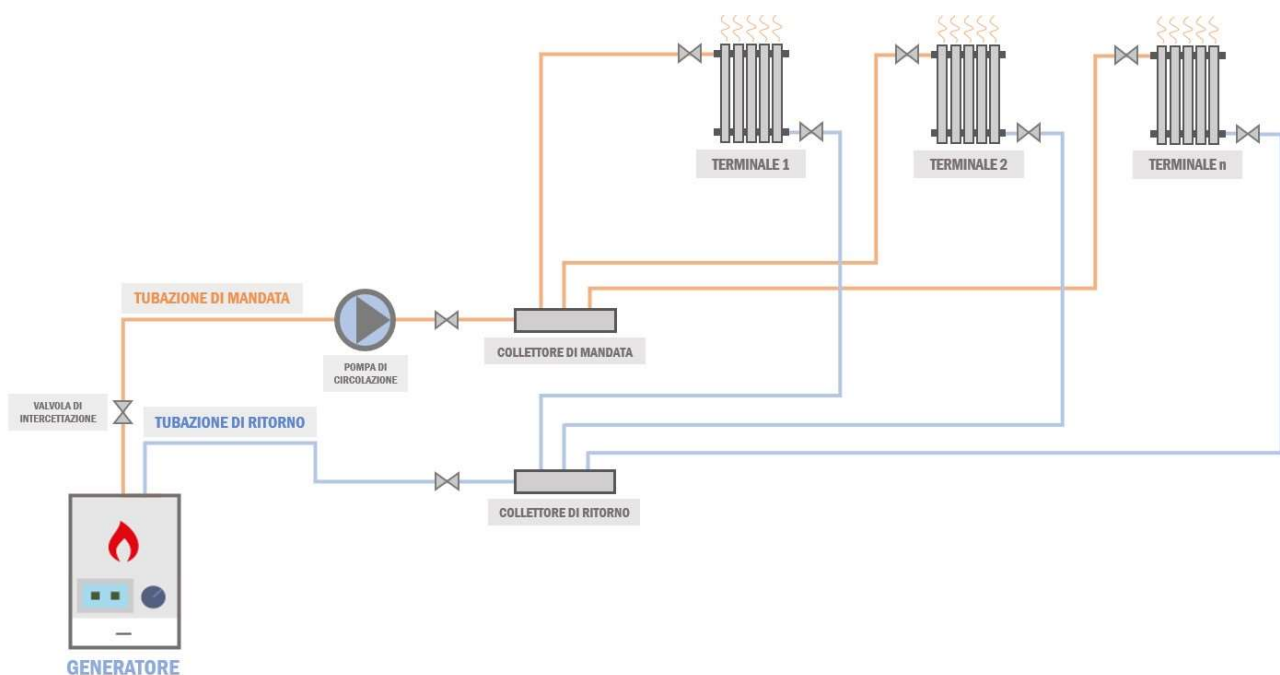 TERMINALE 1
TERMINALE 2
TERMINALE n
TUBAZIONE DI MANDATA
COLLETTORE DI MANDATA
POMPA DI
CIRCOLAZIONE
VALVOLA DI
INTERCETTAZIONE
TUBAZIONE DI RITORNO
COLLETTORE DI RITORNO
GENERATORE